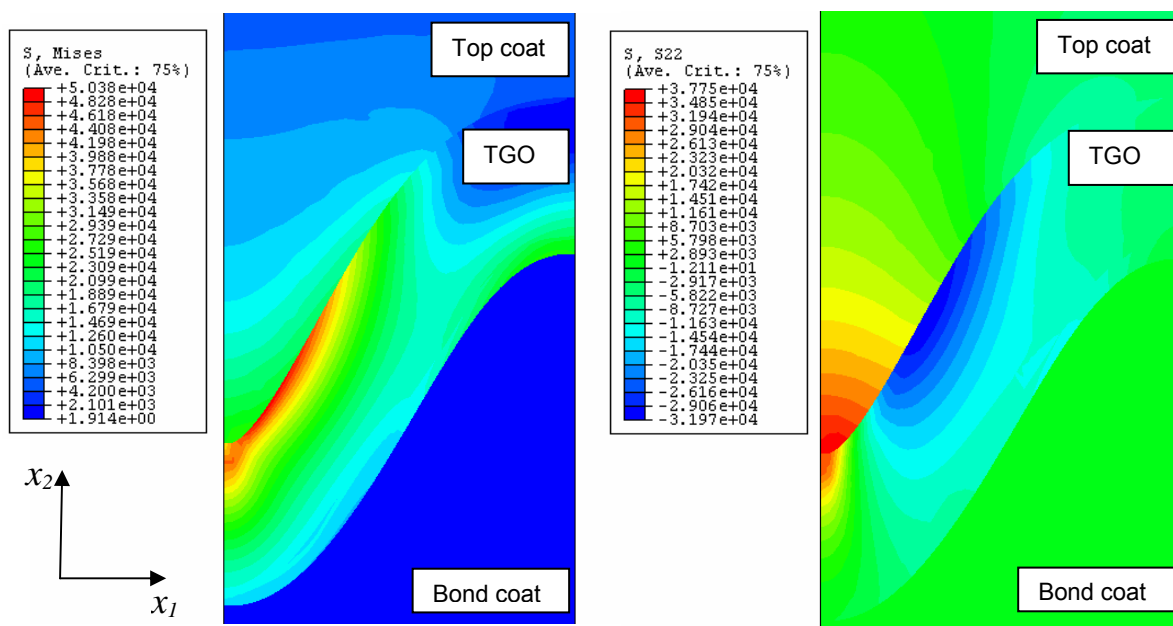 S, Mises
(Ave. Crit.: 75%)
+5.038e+04
+4.828e+04
+4.618e+04
+4.408e+04
+4.198e+04
+3.988e+04
+3.778e+04
+3.568e+04
+3.358e+04
+3.149e+04
+2.939e+04
+2.729e+04
+2.519e+04
+2.309e+04
+2.099e+04
+1.889e+04
+1.679e+04
+1.469e+04
+1.260e+04
+1.050e+04
+8.398e+03
+6.299e+03
+4.200e+03
+2.101e+03
+1.914e+00
x2
x1
Top coat
TGO
Bond coat
S, S22
(Ave. Crit.: 75%)
+3.775e+04
+3.485e+04
+3.194e+04
+2.904e+04
+2.613e+04
+2.323e+04
+2.032e+04
+1.742e+04
+1.451e+04
+1.161e+04
+8.703e+03
+5.798e+03
+2.893e+03
-1.211e+01
-2.917e+03
-5.822e+03
-8.727e+03
-1.163e+04
-1.454e+04
-1.744e+04
-2.035e+04
-2.325e+04
-2.616e+04
-2.906e+04
-3.197e+04
Top coat
TGO
Bond coat